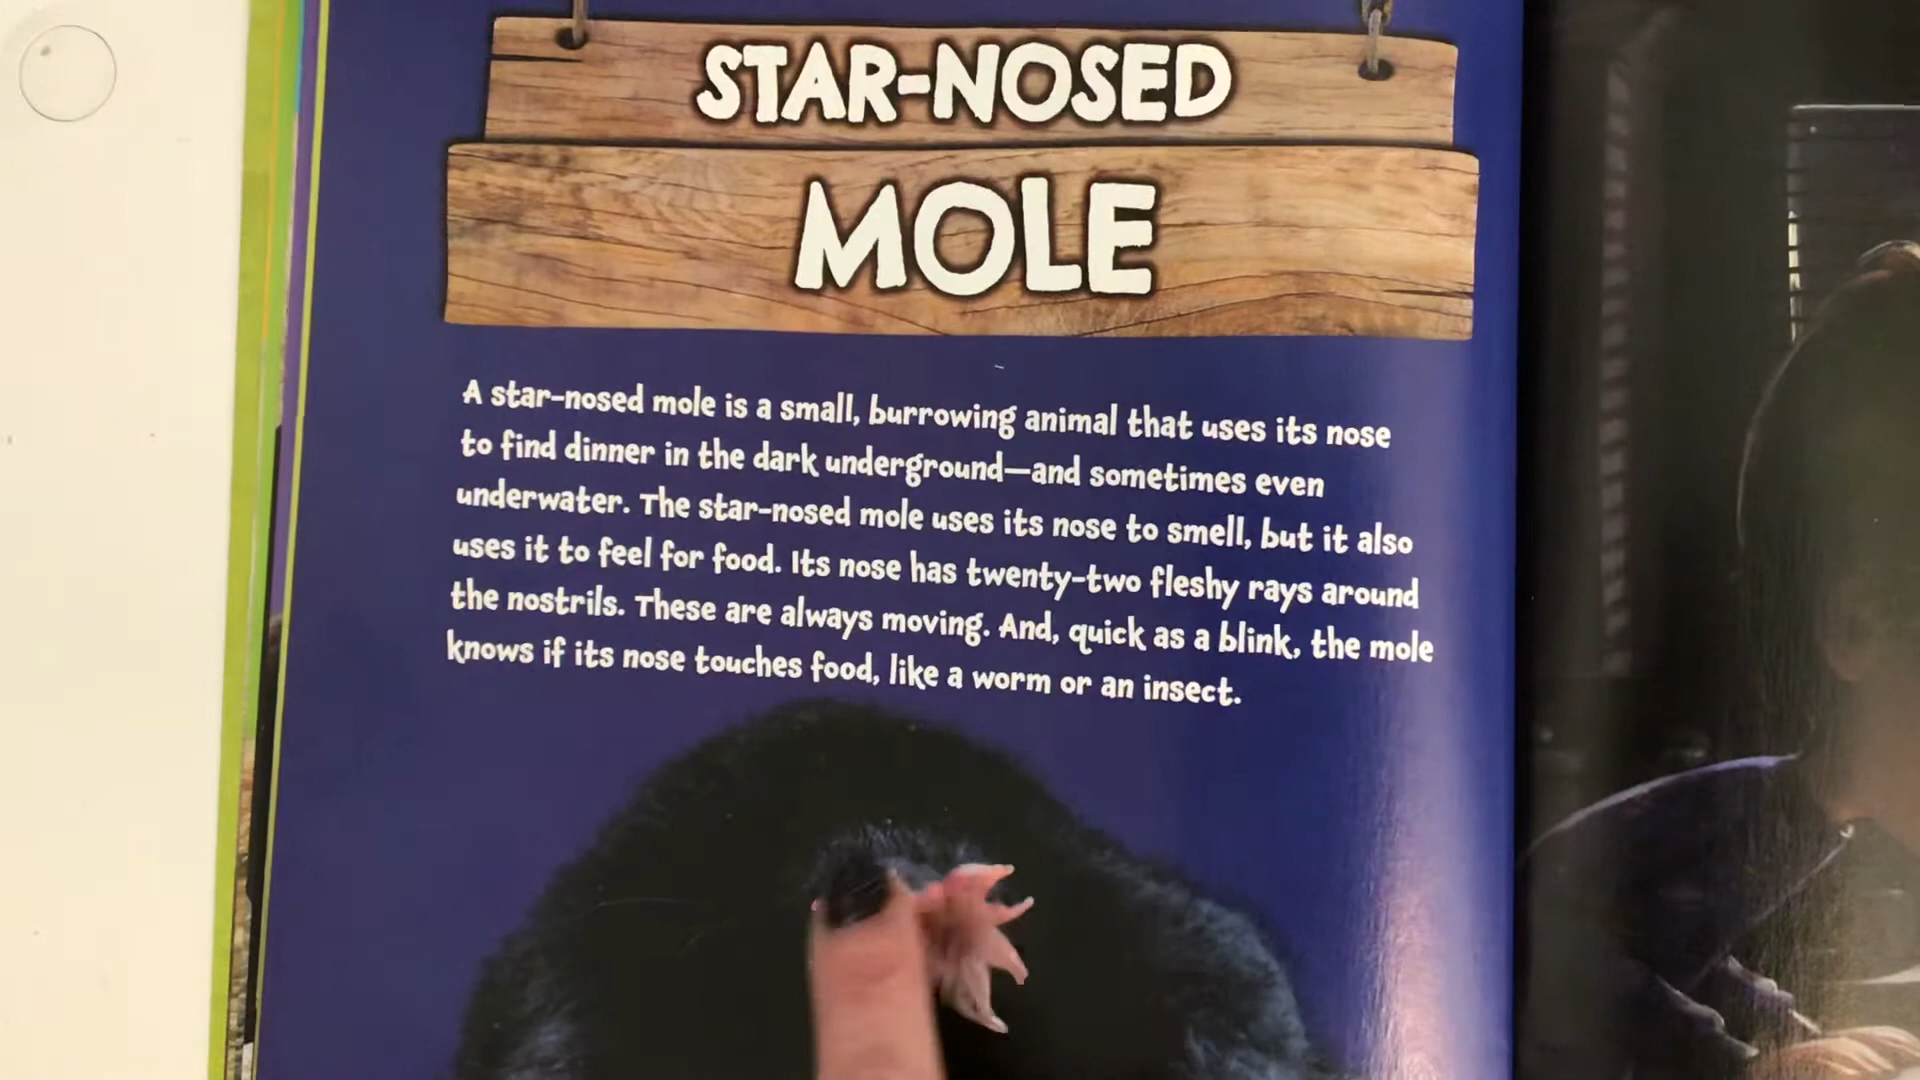 STAR-NOSED
MOLE
A star-nosed mole is a small, burrowing animal that uses its nose
to find dinner in the dark underground—and sometimes even
underwater. The star-nosed mole uses its nose to smell, but it also
uses it to feel for food. Its nose has twenty-two fleshy rays around
the nostrils. These are always moving. And, quick as a blink, the mole
knows if its nose touches food, like a worm or an insect.